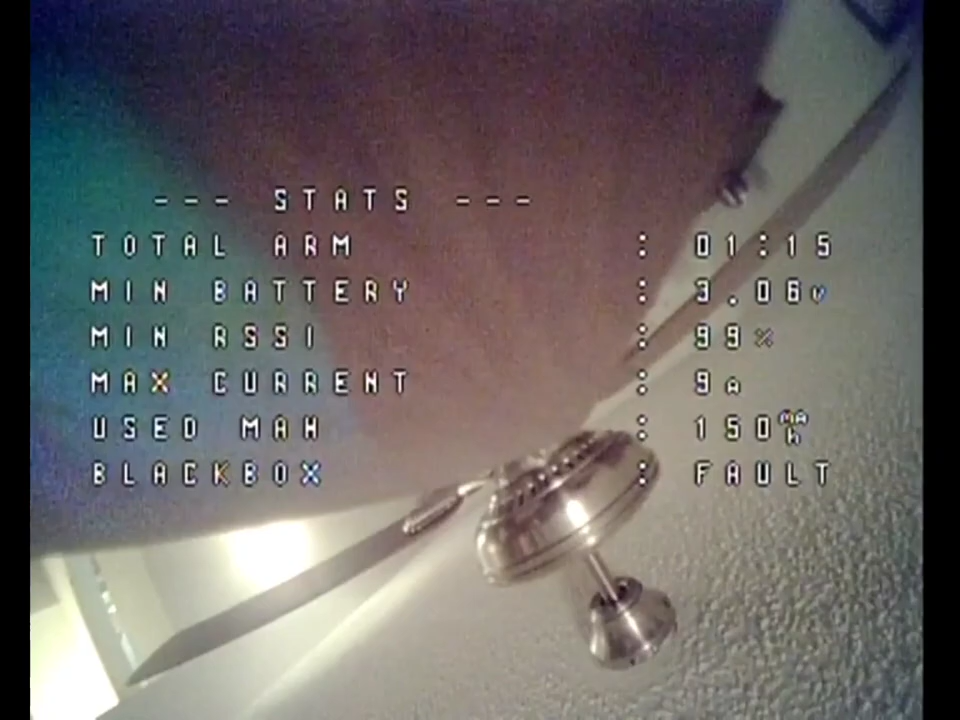 --- STATS ---
TOTAL ARM : 01:15
MIN BATTERY : 3.06V
MIN RSSI : 99%
MAX CURRENT : 9A
USED MAH : 150MAH
BLACKBOX : FAULT